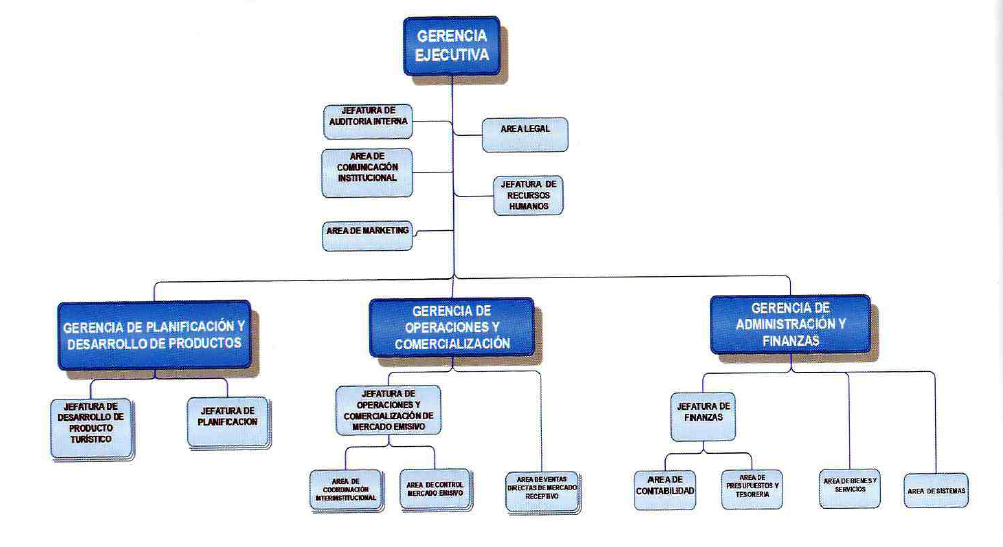 GERENCIA
EJECUTIVA
JEFATURA DE
AUDITORIA INTERNA
AREA LEGAL
AREA DE
COMUNICACIÓN
INSTITUCIONAL
JEFATURA DE
RECURSOS
HUMANOS
AREA DE MARKETING
GERENCIA DE PLANIFICACIÓN Y
DESARROLLO DE PRODUCTOS
GERENCIA DE
OPERACIONES Y
COMERCIALIZACIÓN
GERENCIA DE
ADMINISTRACIÓN Y
FINANZAS
JEFATURA DE
DESARROLLO DE
PRODUCTO
TURÍSTICO
JEFATURA DE
PLANIFICACION
JEFATURA DE
OPERACIONES Y
COMERCIALIZACIÓN DE
MERCADO EMISIVO
JEFATURA DE
FINANZAS
AREA DE
COORDINACIÓN
INTERINSTITUCIONAL
AREA DE CONTROL
MERCADO EMISIVO
AREA DE VENTAS
DIRECTAS DE MERCADO
RECEPTIVO
AREA DE
CONTABILIDAD
AREA DE
PRESUPUESTOS Y
TESORERIA
AREA DE BIENES Y
SERVICIOS
AREA DE SISTEMAS